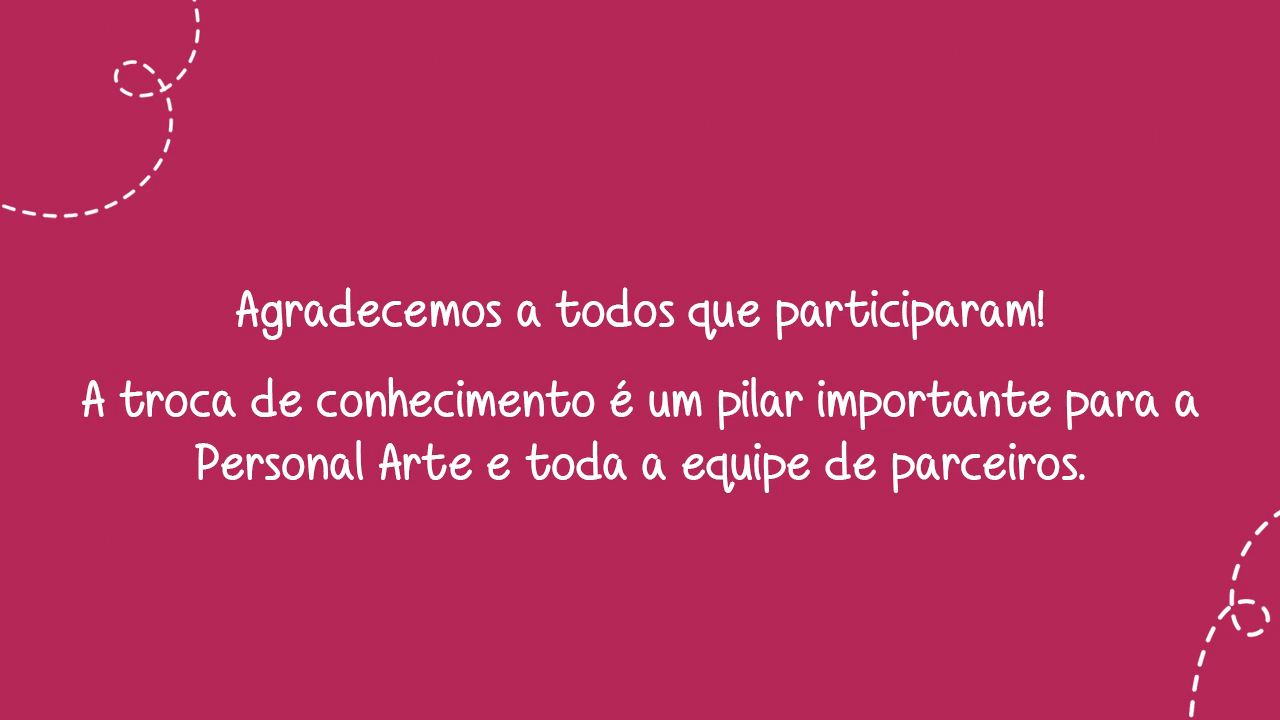 Agradecemos a todos que participaram!
A troca de conhecimento é um pilar importante para a
Personal Arte e toda a equipe de parceiros.